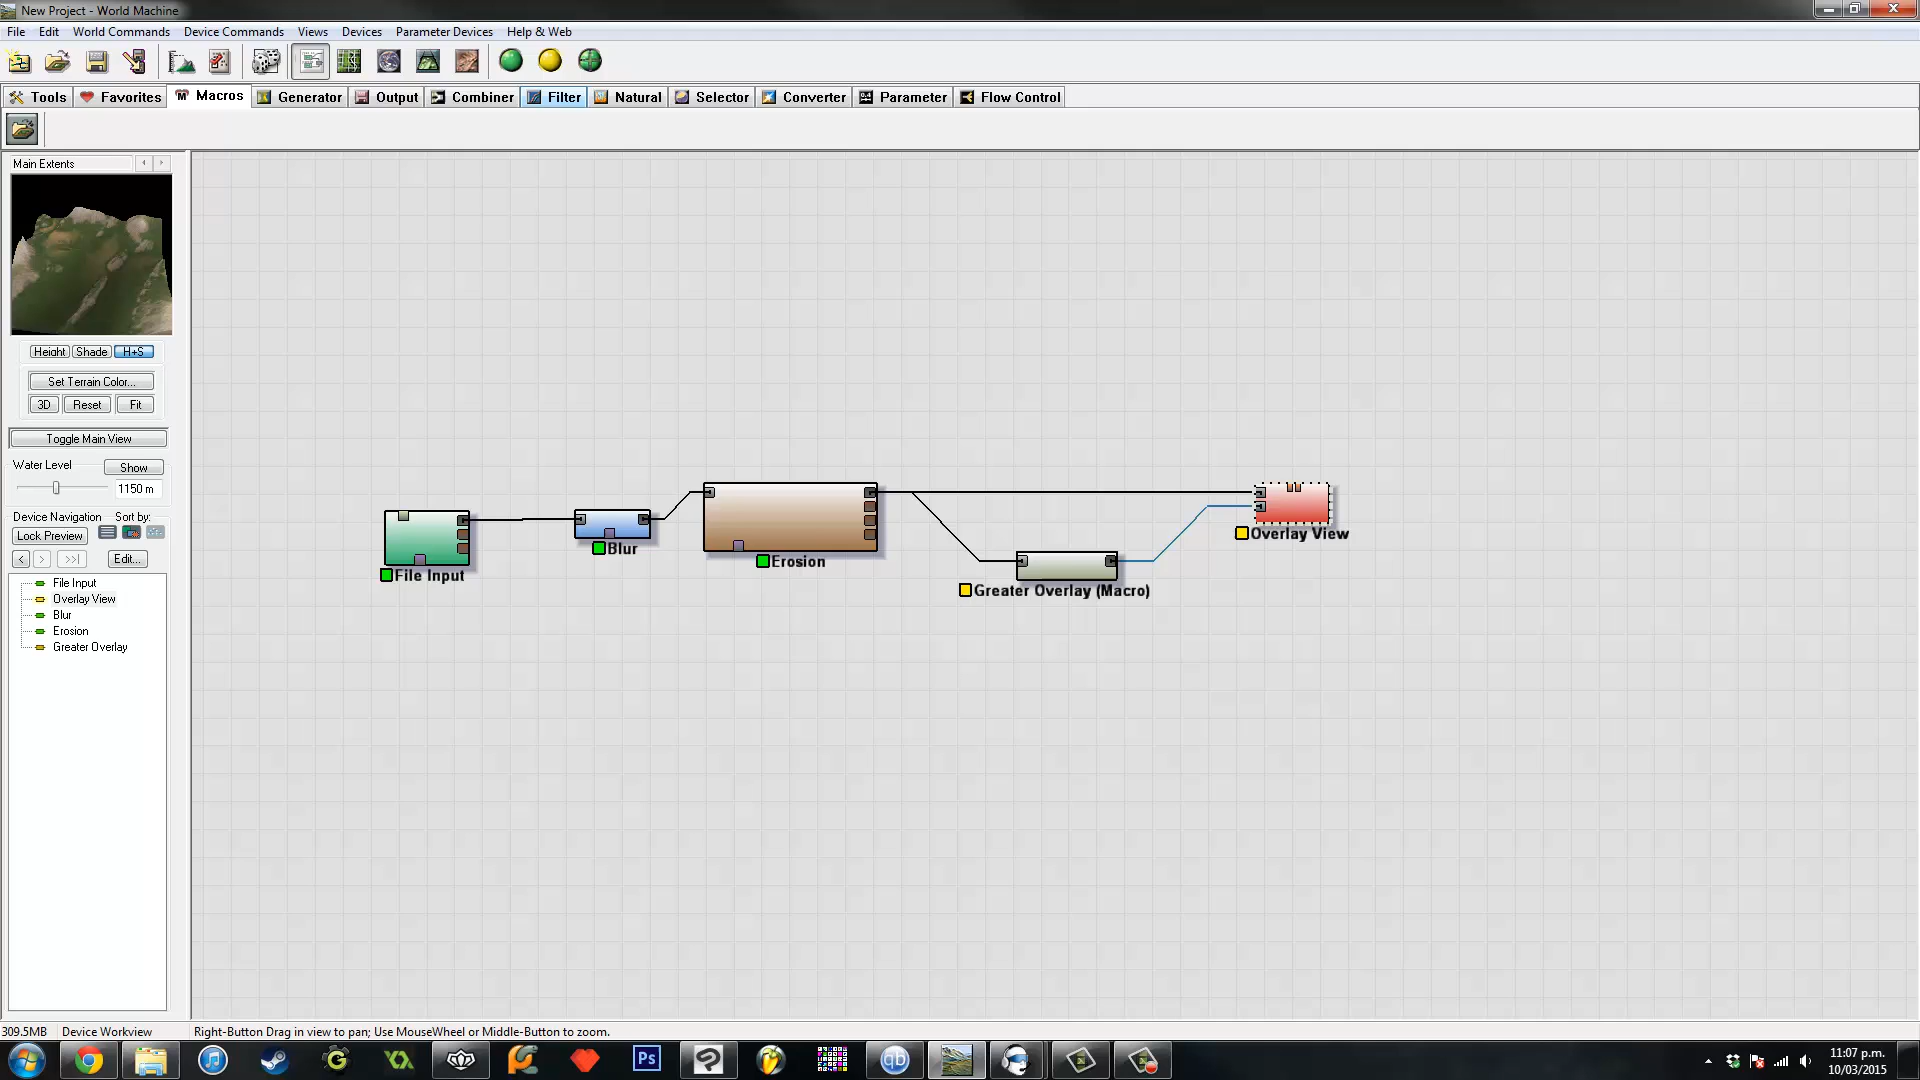 New Project - World Machine
File Edit World Commands Device Commands Views Devices Parameter Devices Help & Web
Tools Favorites Macros Generator Output Combiner Filter Natural Selector Converter Parameter Flow Control
Main Extents
Height Shade H+S
Set Terrain Color...
3D Reset Fit
Toggle Main View
Water Level Show
1150 m
Device Navigation Sort by:
Lock Preview
< > >>| Edit...
File Input
Overlay View
Blur
Erosion
Greater Overlay
File Input
Blur
Erosion
Greater Overlay (Macro)
Overlay View
309.5MB Device Workview Right-Button Drag in view to pan; Use MouseWheel or Middle-Button to zoom.
Ps
qb
11:07 p.m.
10/03/2015